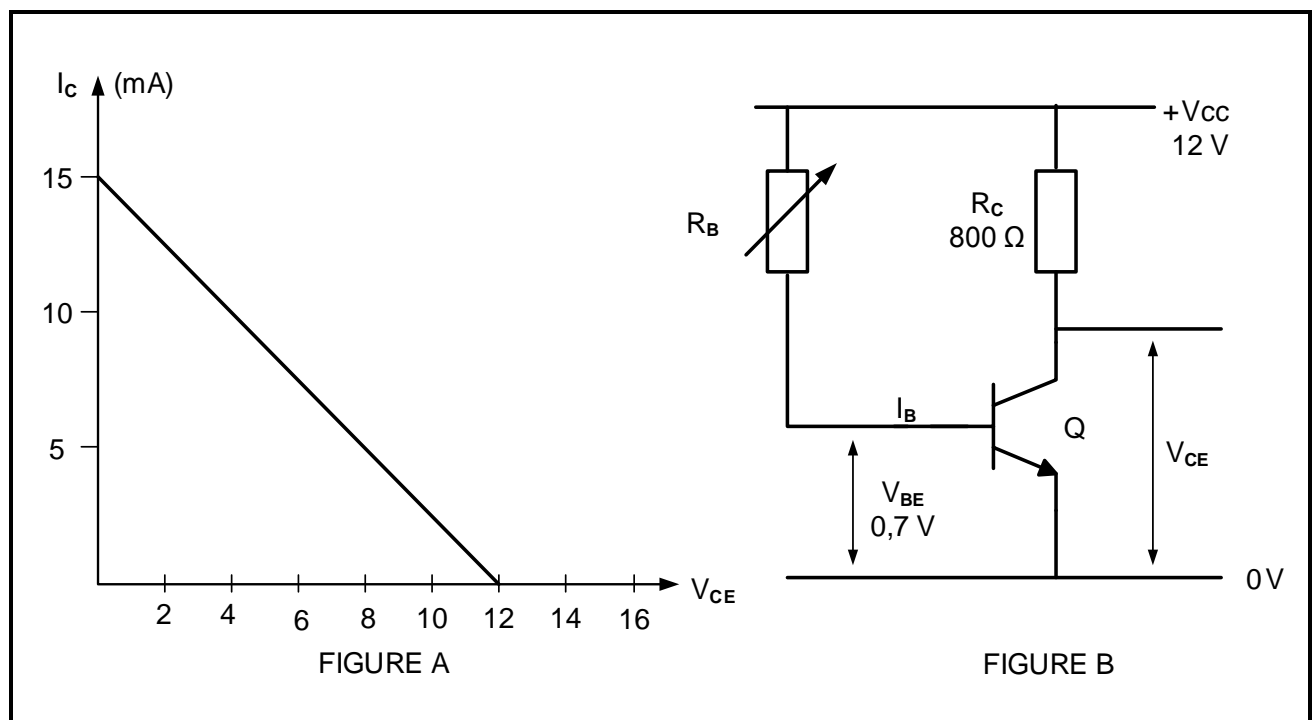 I_C (mA)
15
10
5
2 4 6 8 10 12 14 16
V_CE
FIGURE A
+Vcc
12 V
R_B
R_C
800 Ω
I_B
Q
V_BE
0,7 V
V_CE
0 V
FIGURE B